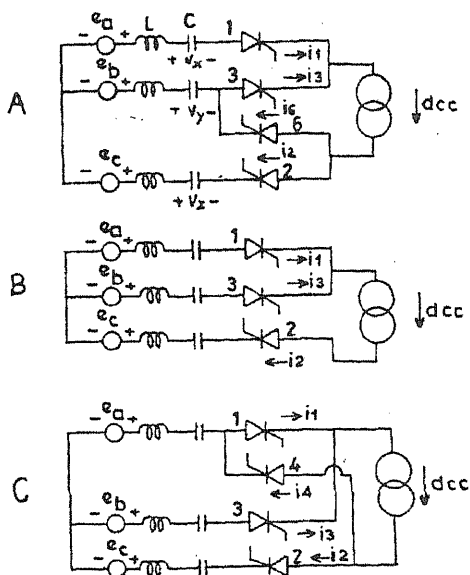 ea L C 1 i1
- + + Vx -
eb 3 i3
- + + Vy - i6
A dcc
i2 6
ec 2
- + + Vz -
ea 1 i1
- +
eb 3 i3
B - + dcc
ec 2
- + i2
ea 1 i1
- +
4
i4
C dcc
eb 3
- + i3
ec 2 i2
- +